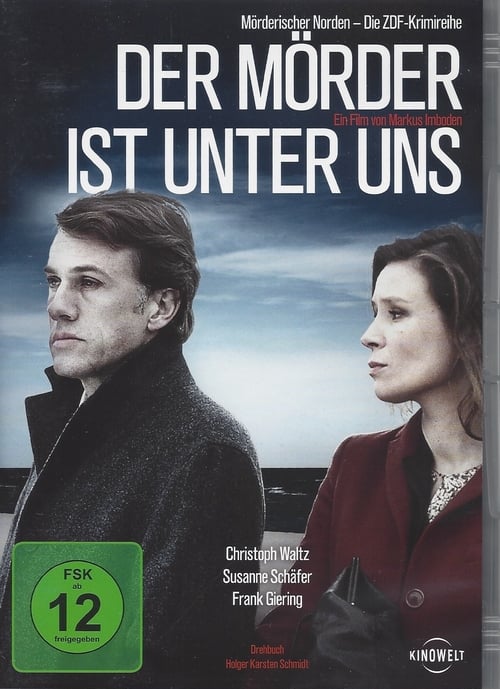 Mörderischer Norden – Die ZDF-Krimireihe
DER MÖRDER
Ein Film von Markus Imboden
IST UNTER UNS
Christoph Waltz
Susanne Schäfer
Frank Giering
FSK
ab
12
freigegeben
Drehbuch
Holger Karsten Schmidt
KINOWELT